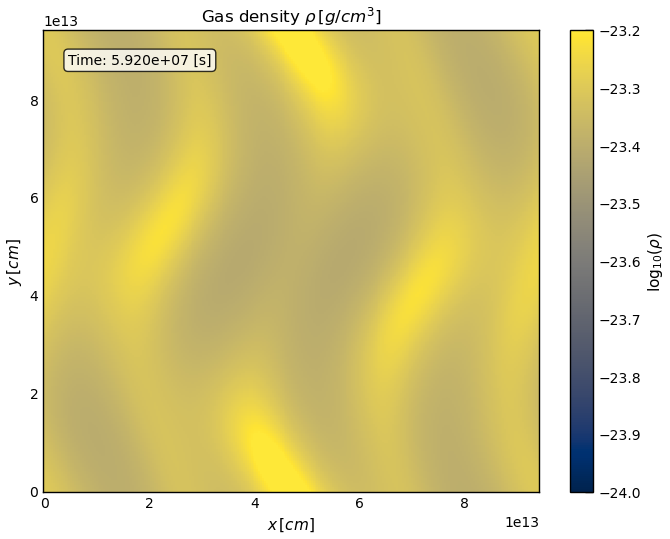 Gas density ρ [g/cm³]
1e13
Time: 5.920e+07 [s]
8
6
4
2
0
y [cm]
0 2 4 6 8
1e13
x [cm]
−23.2
−23.3
−23.4
−23.5
−23.6
−23.7
−23.8
−23.9
−24.0
log₁₀(ρ)